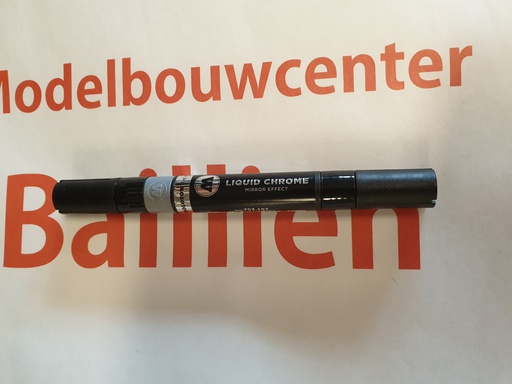 Modelbouwcenter
LIQUID CHROME
MIRROR EFFECT
Baillien